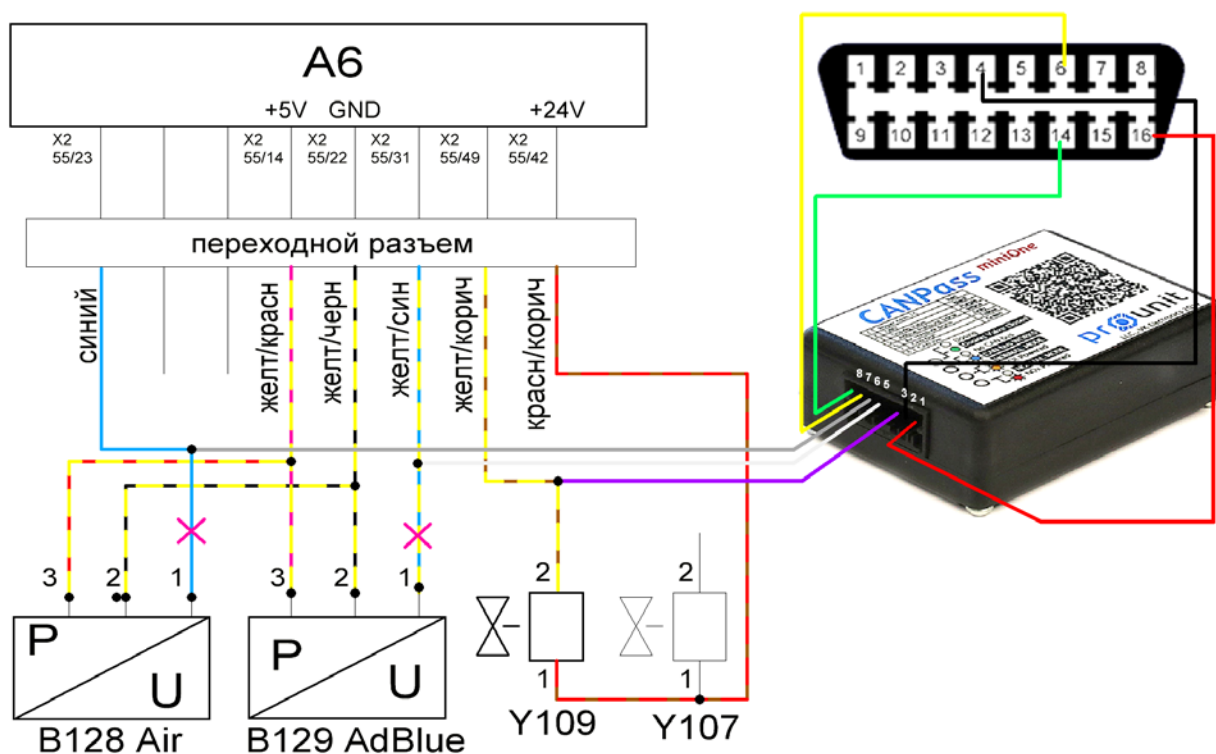 A6
+5V GND +24V
X2 55/23
X2 55/14
X2 55/22
X2 55/31
X2 55/49
X2 55/42
переходной разъем
синий
желт/красн
желт/черн
желт/син
желт/корич
красн/корич
3 2 1
3 2 1
2
1
2
1
P
U
P
U
B128 Air
B129 AdBlue
Y109
Y107
1 2 3 4 5 6 7 8
9 10 11 12 13 14 15 16
CANPass miniOne
prounit
8 7 6 5 3 2 1